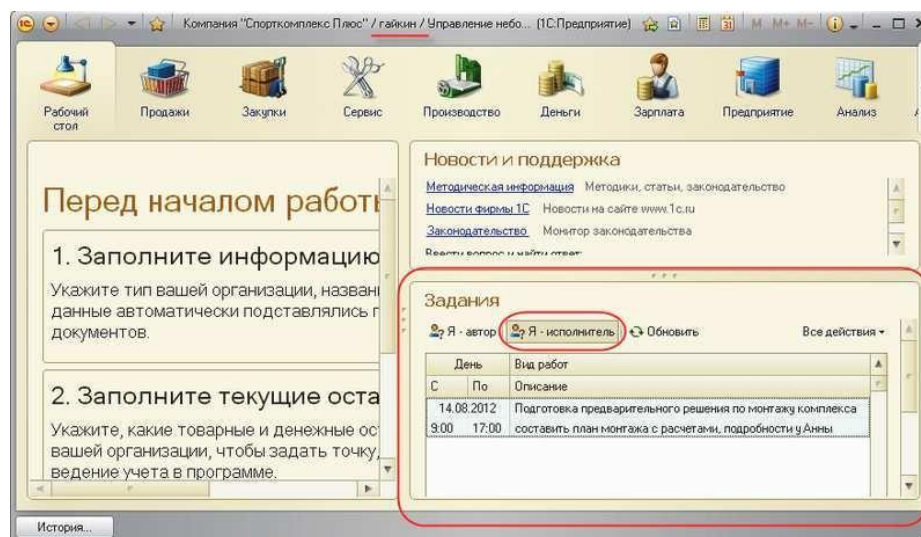 Компания "Спорткомплекс Плюс" / гайкин / Управление небо... (1С:Предприятие)
M M+ M-
Рабочий стол
Продажи
Закупки
Сервис
Производство
Деньги
Зарплата
Предприятие
Анализ
Перед началом работы
1. Заполните информацию
Укажите тип вашей организации, назван
данные автоматически подставлялись п
документов.
2. Заполните текущие оста
Укажите, какие товарные и денежные ос
вашей организации, чтобы задать точку,
ведение учета в программе.
Новости и поддержка
Методическая информация Методики, статьи, законодательство
Новости фирмы 1С Новости на сайте www.1c.ru
Законодательство Монитор законодательства
Ввести вопрос и найти ответ:
Задания
Я - автор Я - исполнитель Обновить Все действия
День Вид работ
С По Описание
14.08.2012 Подготовка предварительного решения по монтажу комплекса
9:00 17:00 составить план монтажа с расчетами, подробности у Анны
История...